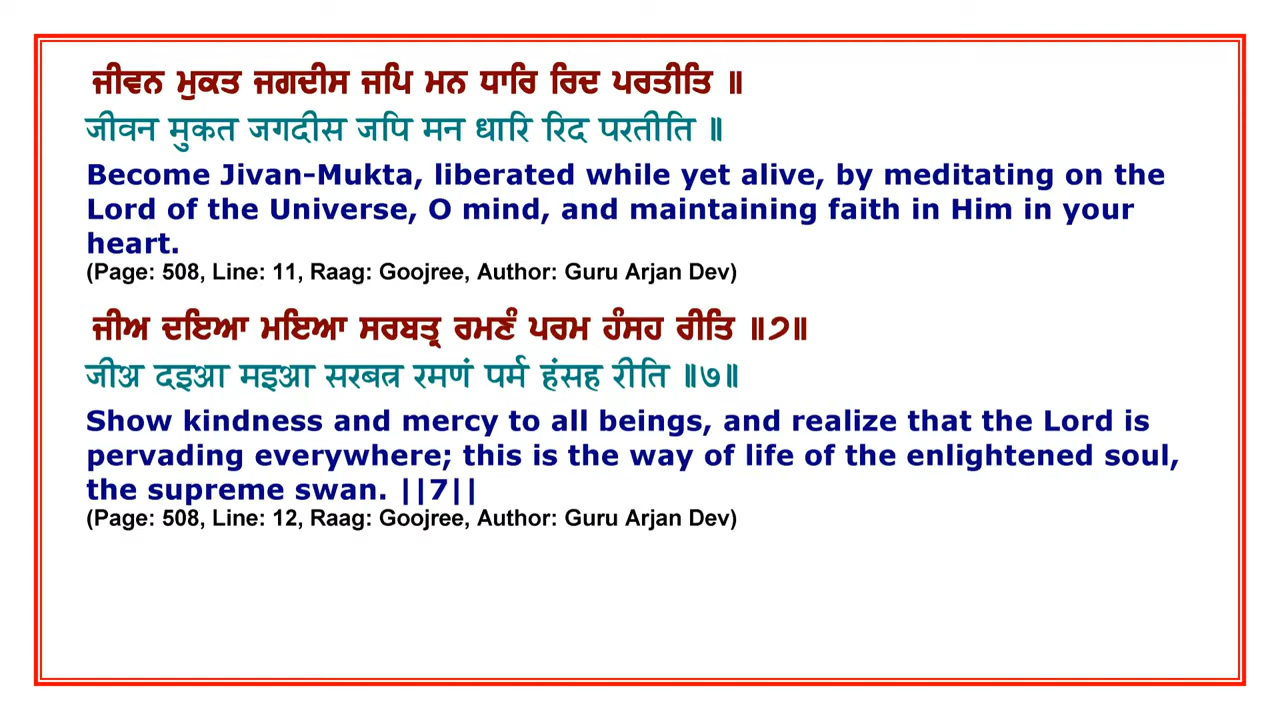 ਜੀਵਨ ਮੁਕਤ ਜਗਦੀਸ ਜਪਿ ਮਨ ਧਾਰਿ ਰਿਦ ਪਰਤੀਤਿ ॥
जीवन मुकत जगदीस जपि मन धारि रिद परतीति ॥
Become Jivan-Mukta, liberated while yet alive, by meditating on the
Lord of the Universe, O mind, and maintaining faith in Him in your
heart.
(Page: 508, Line: 11, Raag: Goojree, Author: Guru Arjan Dev)
ਜੀਅ ਦਇਆ ਮਇਆ ਸਰਬਤ੍ਰ ਰਮਣੰ ਪਰਮ ਹੰਸਹ ਰੀਤਿ ॥੭॥
जीअ दइआ मइआ सरबत्र रमणं पर्म हंसह रीति ॥७॥
Show kindness and mercy to all beings, and realize that the Lord is
pervading everywhere; this is the way of life of the enlightened soul,
the supreme swan. ||7||
(Page: 508, Line: 12, Raag: Goojree, Author: Guru Arjan Dev)